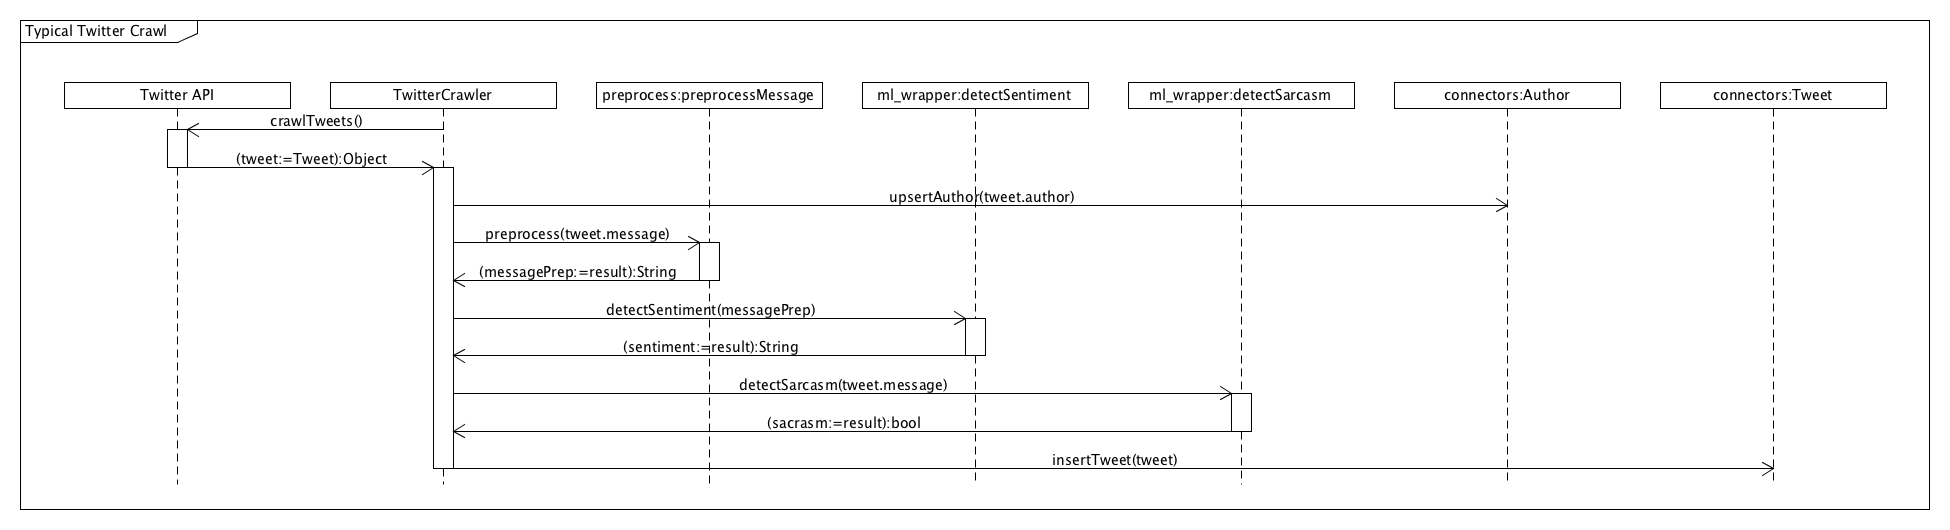 Typical Twitter Crawl
Twitter API
TwitterCrawler
preprocess:preprocessMessage
ml_wrapper:detectSentiment
ml_wrapper:detectSarcasm
connectors:Author
connectors:Tweet
crawlTweets()
(tweet:=Tweet):Object
upsertAuthor(tweet.author)
preprocess(tweet.message)
(messagePrep:=result):String
detectSentiment(messagePrep)
(sentiment:=result):String
detectSarcasm(tweet.message)
(sacrasm:=result):bool
insertTweet(tweet)